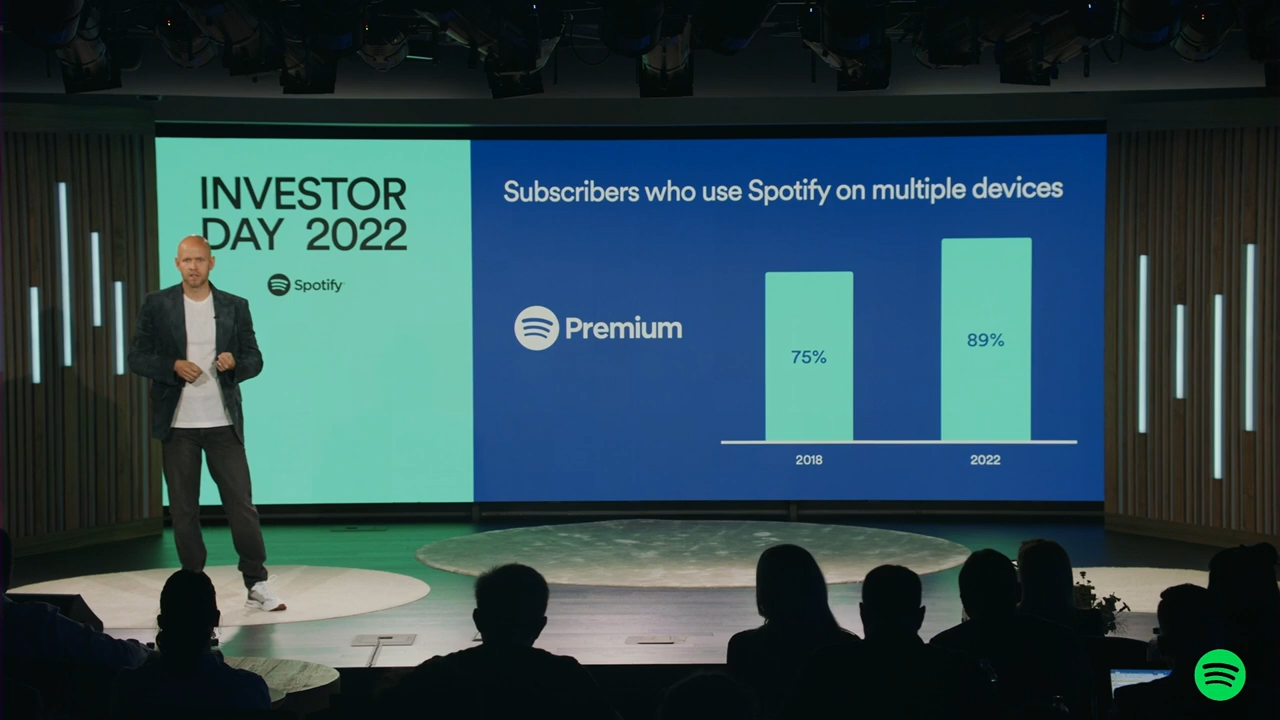 INVESTOR
DAY 2022
Spotify
Subscribers who use Spotify on multiple devices
Premium
75%
89%
2018
2022